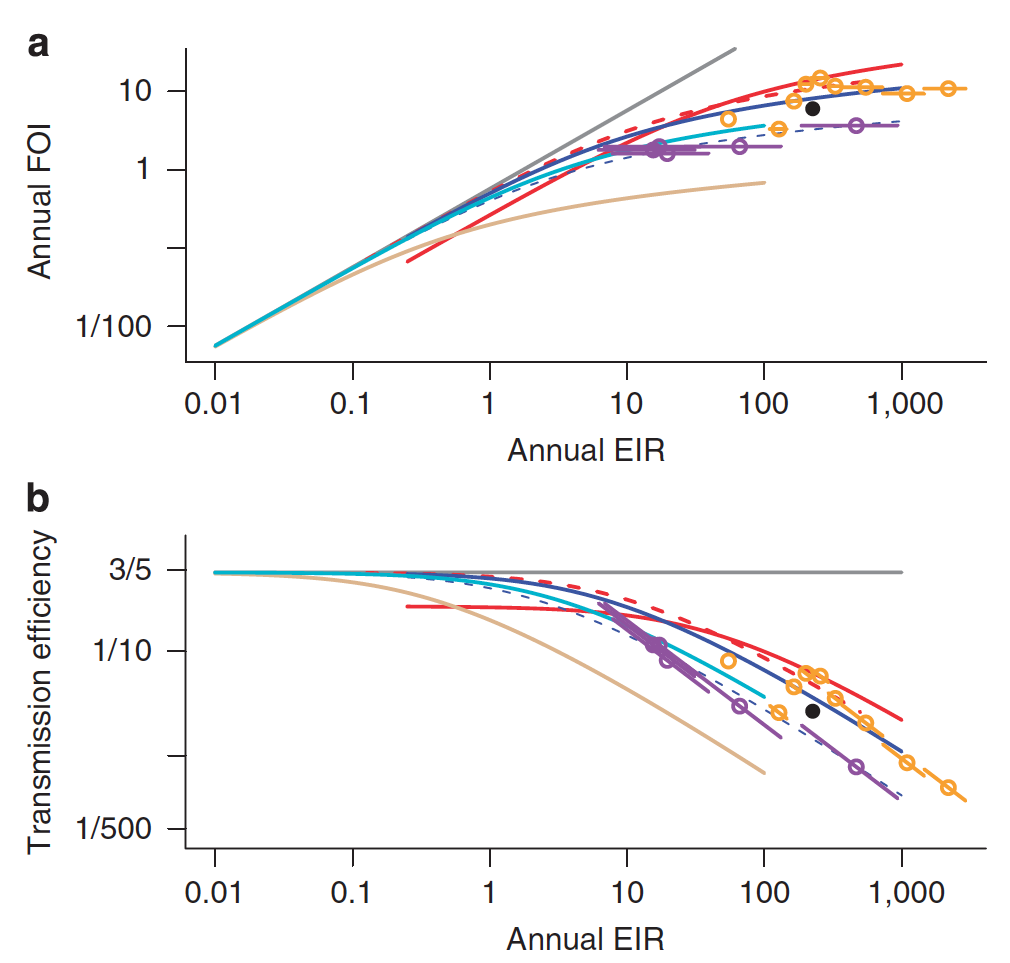 a
Annual FOI
10
1
1/100
0.01 0.1 1 10 100 1,000
Annual EIR
b
Transmission efficiency
3/5
1/10
1/500
0.01 0.1 1 10 100 1,000
Annual EIR